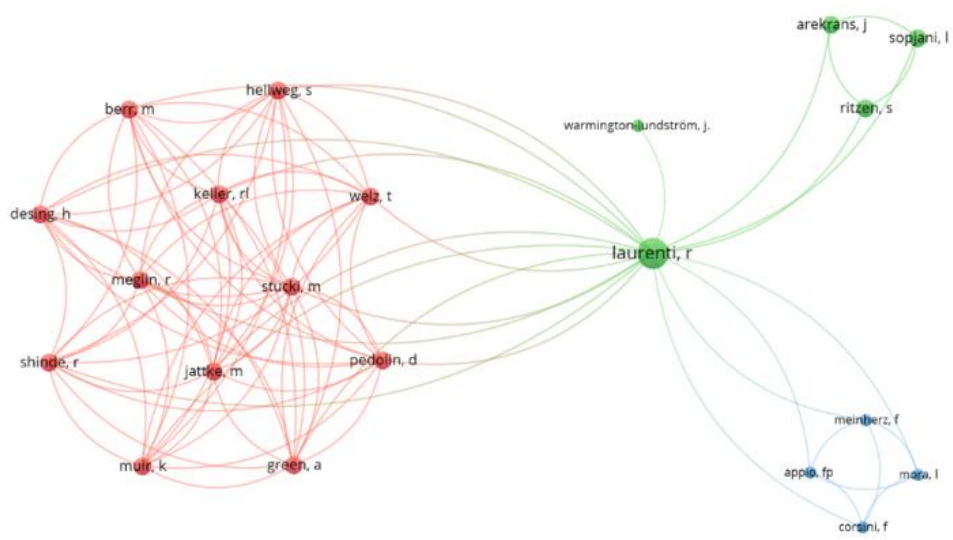 arekrans, j
sopjani, l
hellweg, s
berr, m
ritzen, s
warmington-lundström, j.
keller, rl
welz, t
desing, h
laurenti, r
meglin, r
stucki, m
shinde, r
jattke, m
pedolin, d
meinherz, f
muir, k
green, a
appio, fp
mora, l
corsini, f